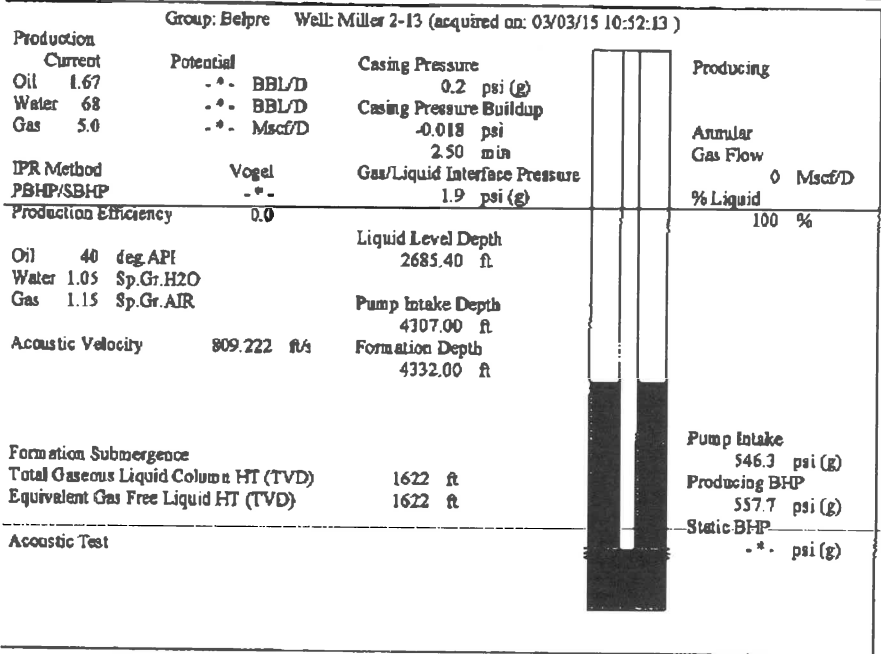 Group: Belpre Well: Miller 2-13 (acquired on: 03/03/15 10:52:13 )
Production
Current Potential
Oil 1.67 - * - BBL/D
Water 68 - * - BBL/D
Gas 5.0 - * - Mscf/D
IPR Method Vogel
PBHP/SBHP - * -
Production Efficiency 0.0
Oil 40 deg.API
Water 1.05 Sp.Gr.H2O
Gas 1.15 Sp.Gr.AIR
Acoustic Velocity 809.222 ft/s
Casing Pressure
0.2 psi (g)
Casing Pressure Buildup
-0.018 psi
2.50 min
Gas/Liquid Interface Pressure
1.9 psi (g)
Liquid Level Depth
2685.40 ft
Pump Intake Depth
4307.00 ft
Formation Depth
4332.00 ft
Producing
Annular
Gas Flow
0 Mscf/D
% Liquid
100 %
Formation Submergence
Total Gaseous Liquid Column HT (TVD) 1622 ft
Equivalent Gas Free Liquid HT (TVD) 1622 ft
Pump Intake
546.3 psi (g)
Producing BHP
557.7 psi (g)
Static BHP
- * - psi (g)
Acoustic Test